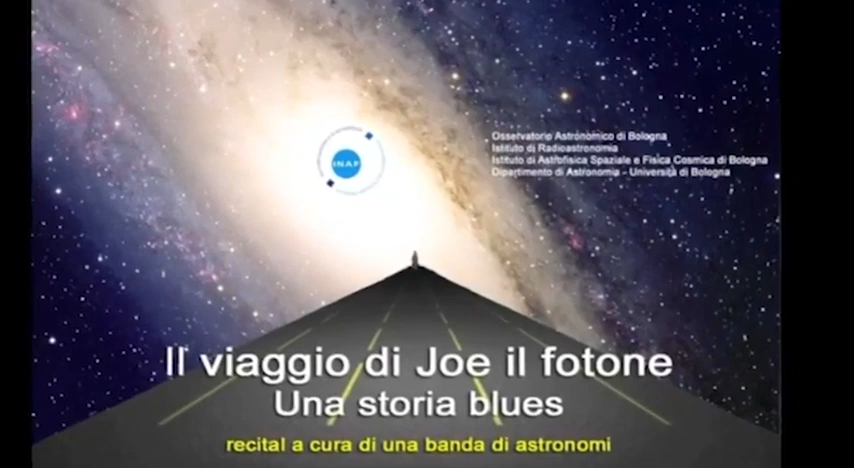 INAF
Osservatorio Astronomico di Bologna
Istituto di Radioastronomia
Istituto di Astrofisica Spaziale e Fisica Cosmica di Bologna
Dipartimento di Astronomia - Università di Bologna
Il viaggio di Joe il fotone
Una storia blues
recital a cura di una banda di astronomi